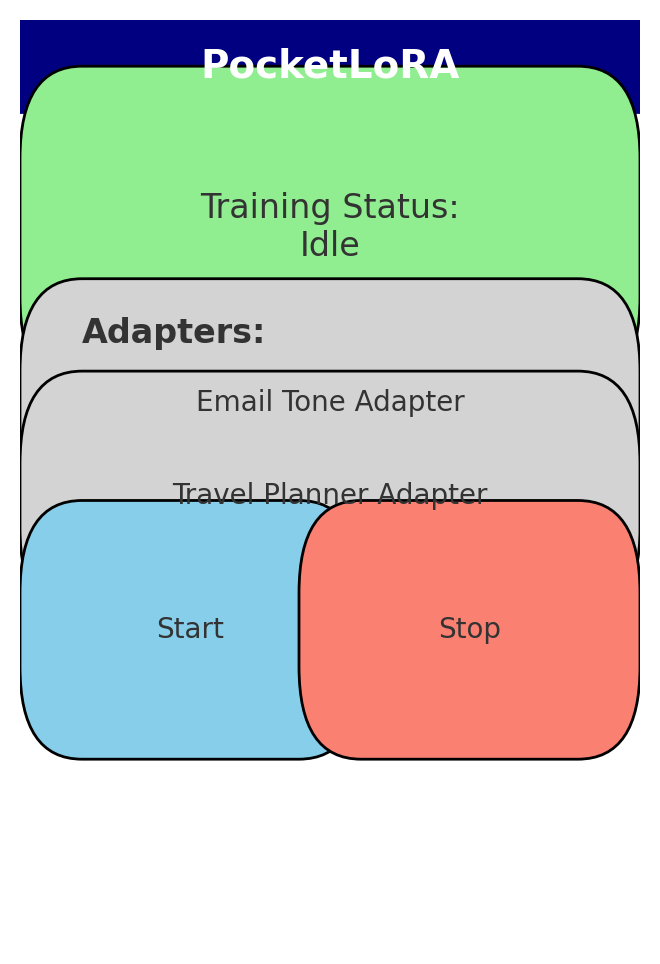 PocketLoRA
Training Status:
Idle
Adapters:
Email Tone Adapter
Travel Planner Adapter
Start
Stop